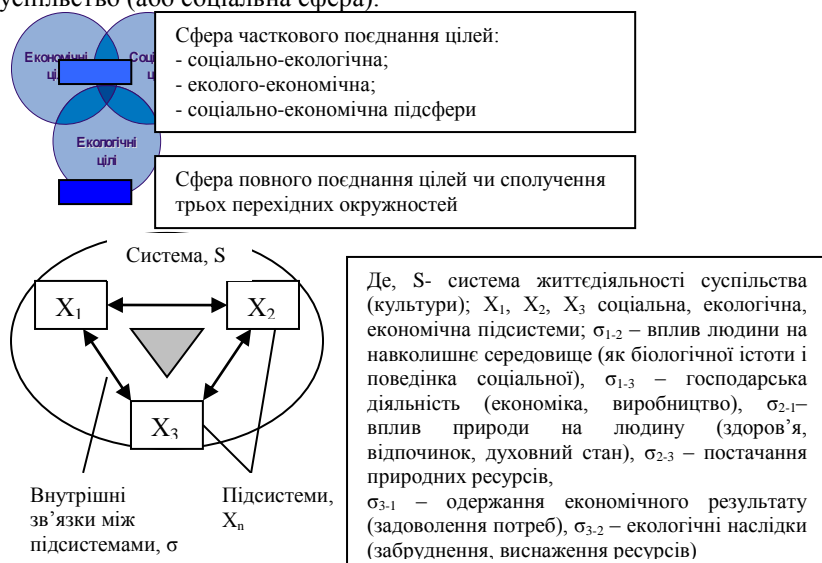 успільство (або соціальна сфера).
Економічні
Соці
Екологічні
цілі
Сфера часткового поєднання цілей:
- соціально-екологічна;
- еколого-економічна;
- соціально-економічна підсфери
Сфера повного поєднання цілей чи сполучення
трьох перехідних окружностей
Система, S
X₁
X₂
X₃
Внутрішні
зв’язки між
підсистемами, σ
Підсистеми,
Xₙ
Де, S- система життєдіяльності суспільства
(культури); X₁, X₂, X₃ соціальна, екологічна,
економічна підсистеми; σ₁₋₂ – вплив людини на
навколишнє середовище (як біологічної істоти і
поведінка соціальної), σ₁₋₃ – господарська
діяльність (економіка, виробництво), σ₂₋₁–
вплив природи на людину (здоров’я,
відпочинок, духовний стан), σ₂₋₃ – постачання
природних ресурсів,
σ₃₋₁ – одержання економічного результату
(задоволення потреб), σ₃₋₂ – екологічні наслідки
(забруднення, виснаження ресурсів)